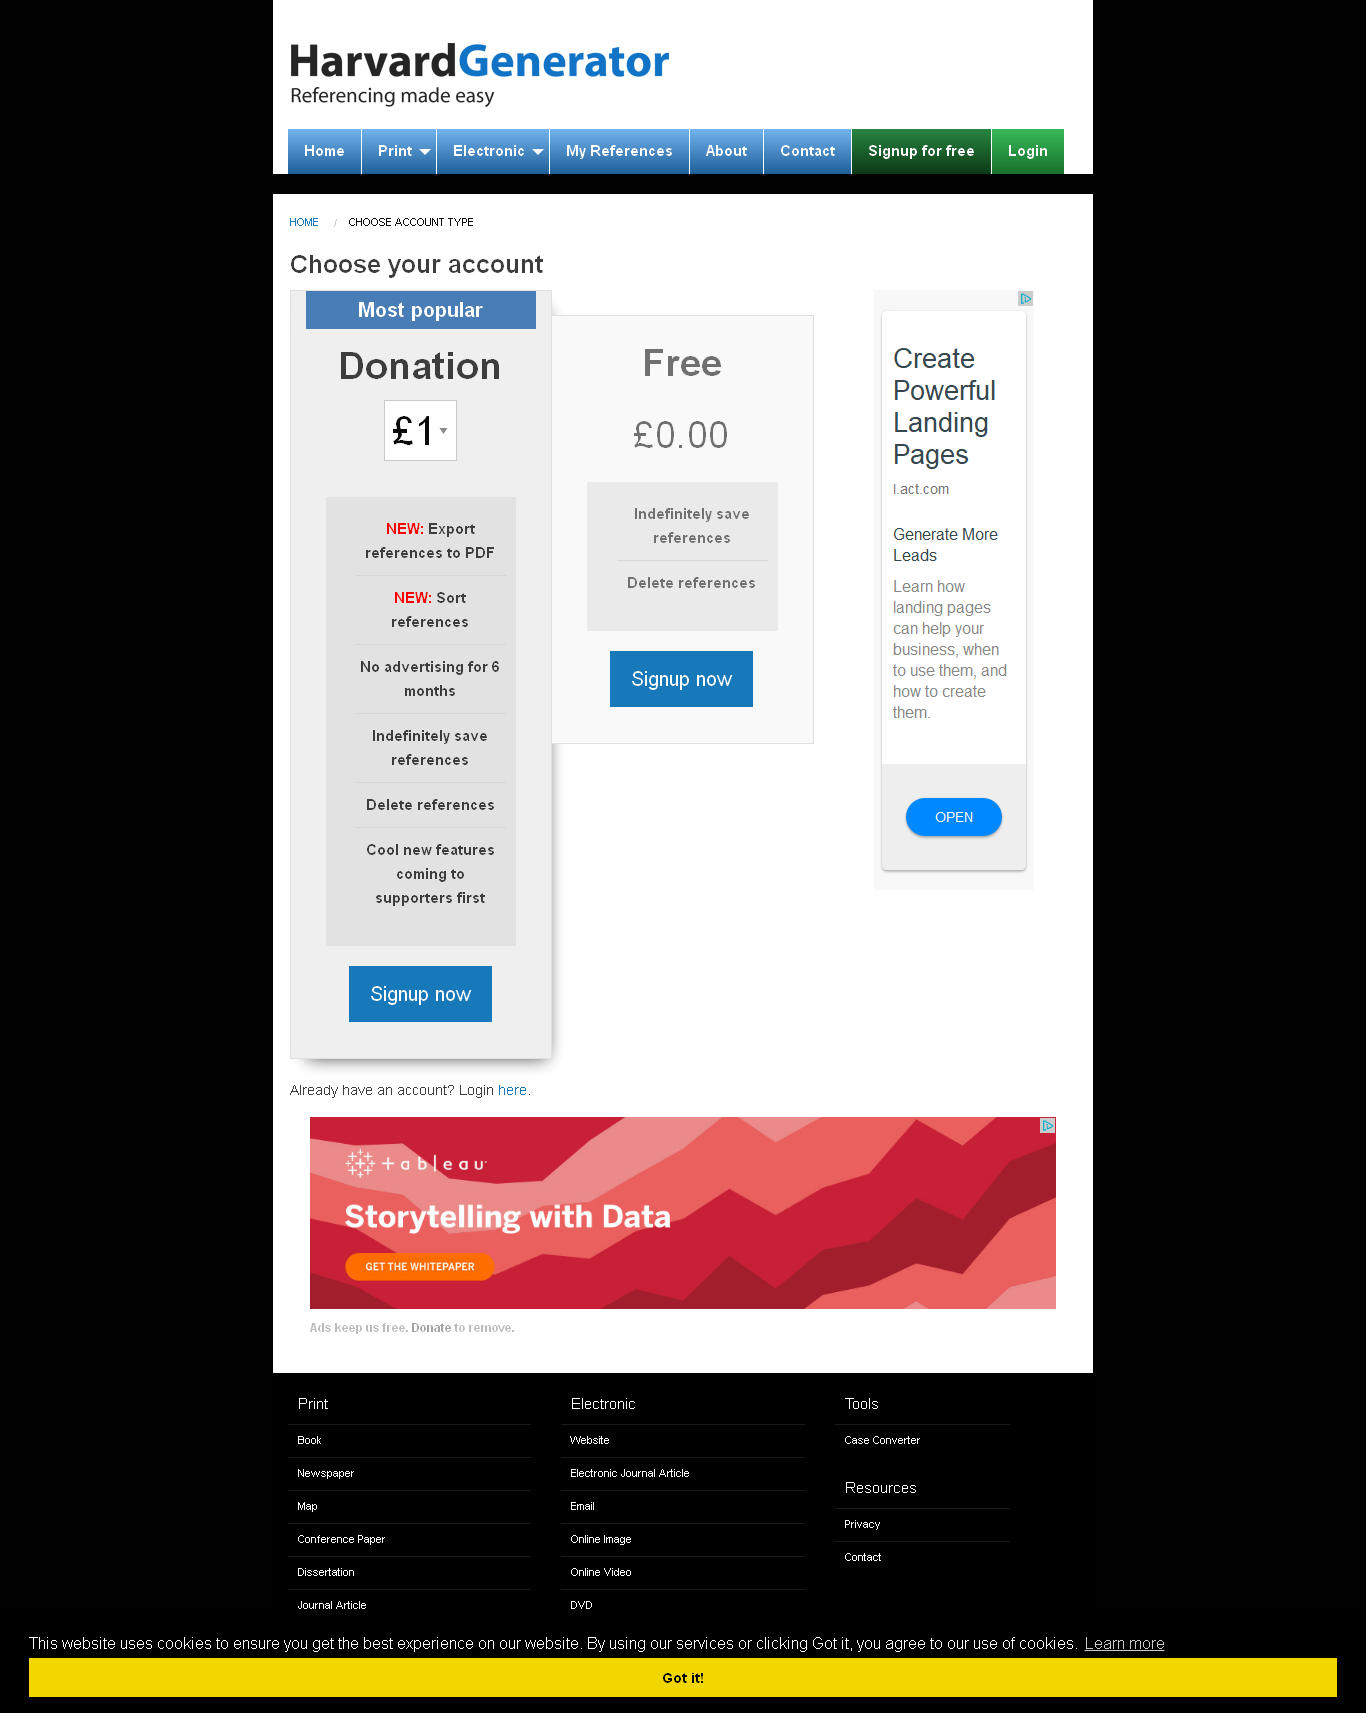 HarvardGenerator
Referencing made easy
Home Print Electronic My References About Contact Signup for free Login
HOME / CHOOSE ACCOUNT TYPE
Choose your account
Most popular
Donation
£1
NEW: Export
references to PDF
NEW: Sort
references
No advertising for 6
months
Indefinitely save
references
Delete references
Cool new features
coming to
supporters first
Signup now
Free
£0.00
Indefinitely save
references
Delete references
Signup now
Create
Powerful
Landing
Pages
l.act.com
Generate More
Leads
Learn how
landing pages
can help your
business, when
to use them, and
how to create
them.
OPEN
Already have an account? Login here.
+ableau
Storytelling with Data
GET THE WHITEPAPER
Ads keep us free. Donate to remove.
Print
Book
Newspaper
Map
Conference Paper
Dissertation
Journal Article
Electronic
Website
Electronic Journal Article
Email
Online Image
Online Video
DVD
Tools
Case Converter
Resources
Privacy
Contact
This website uses cookies to ensure you get the best experience on our website. By using our services or clicking Got it, you agree to our use of cookies. Learn more
Got it!